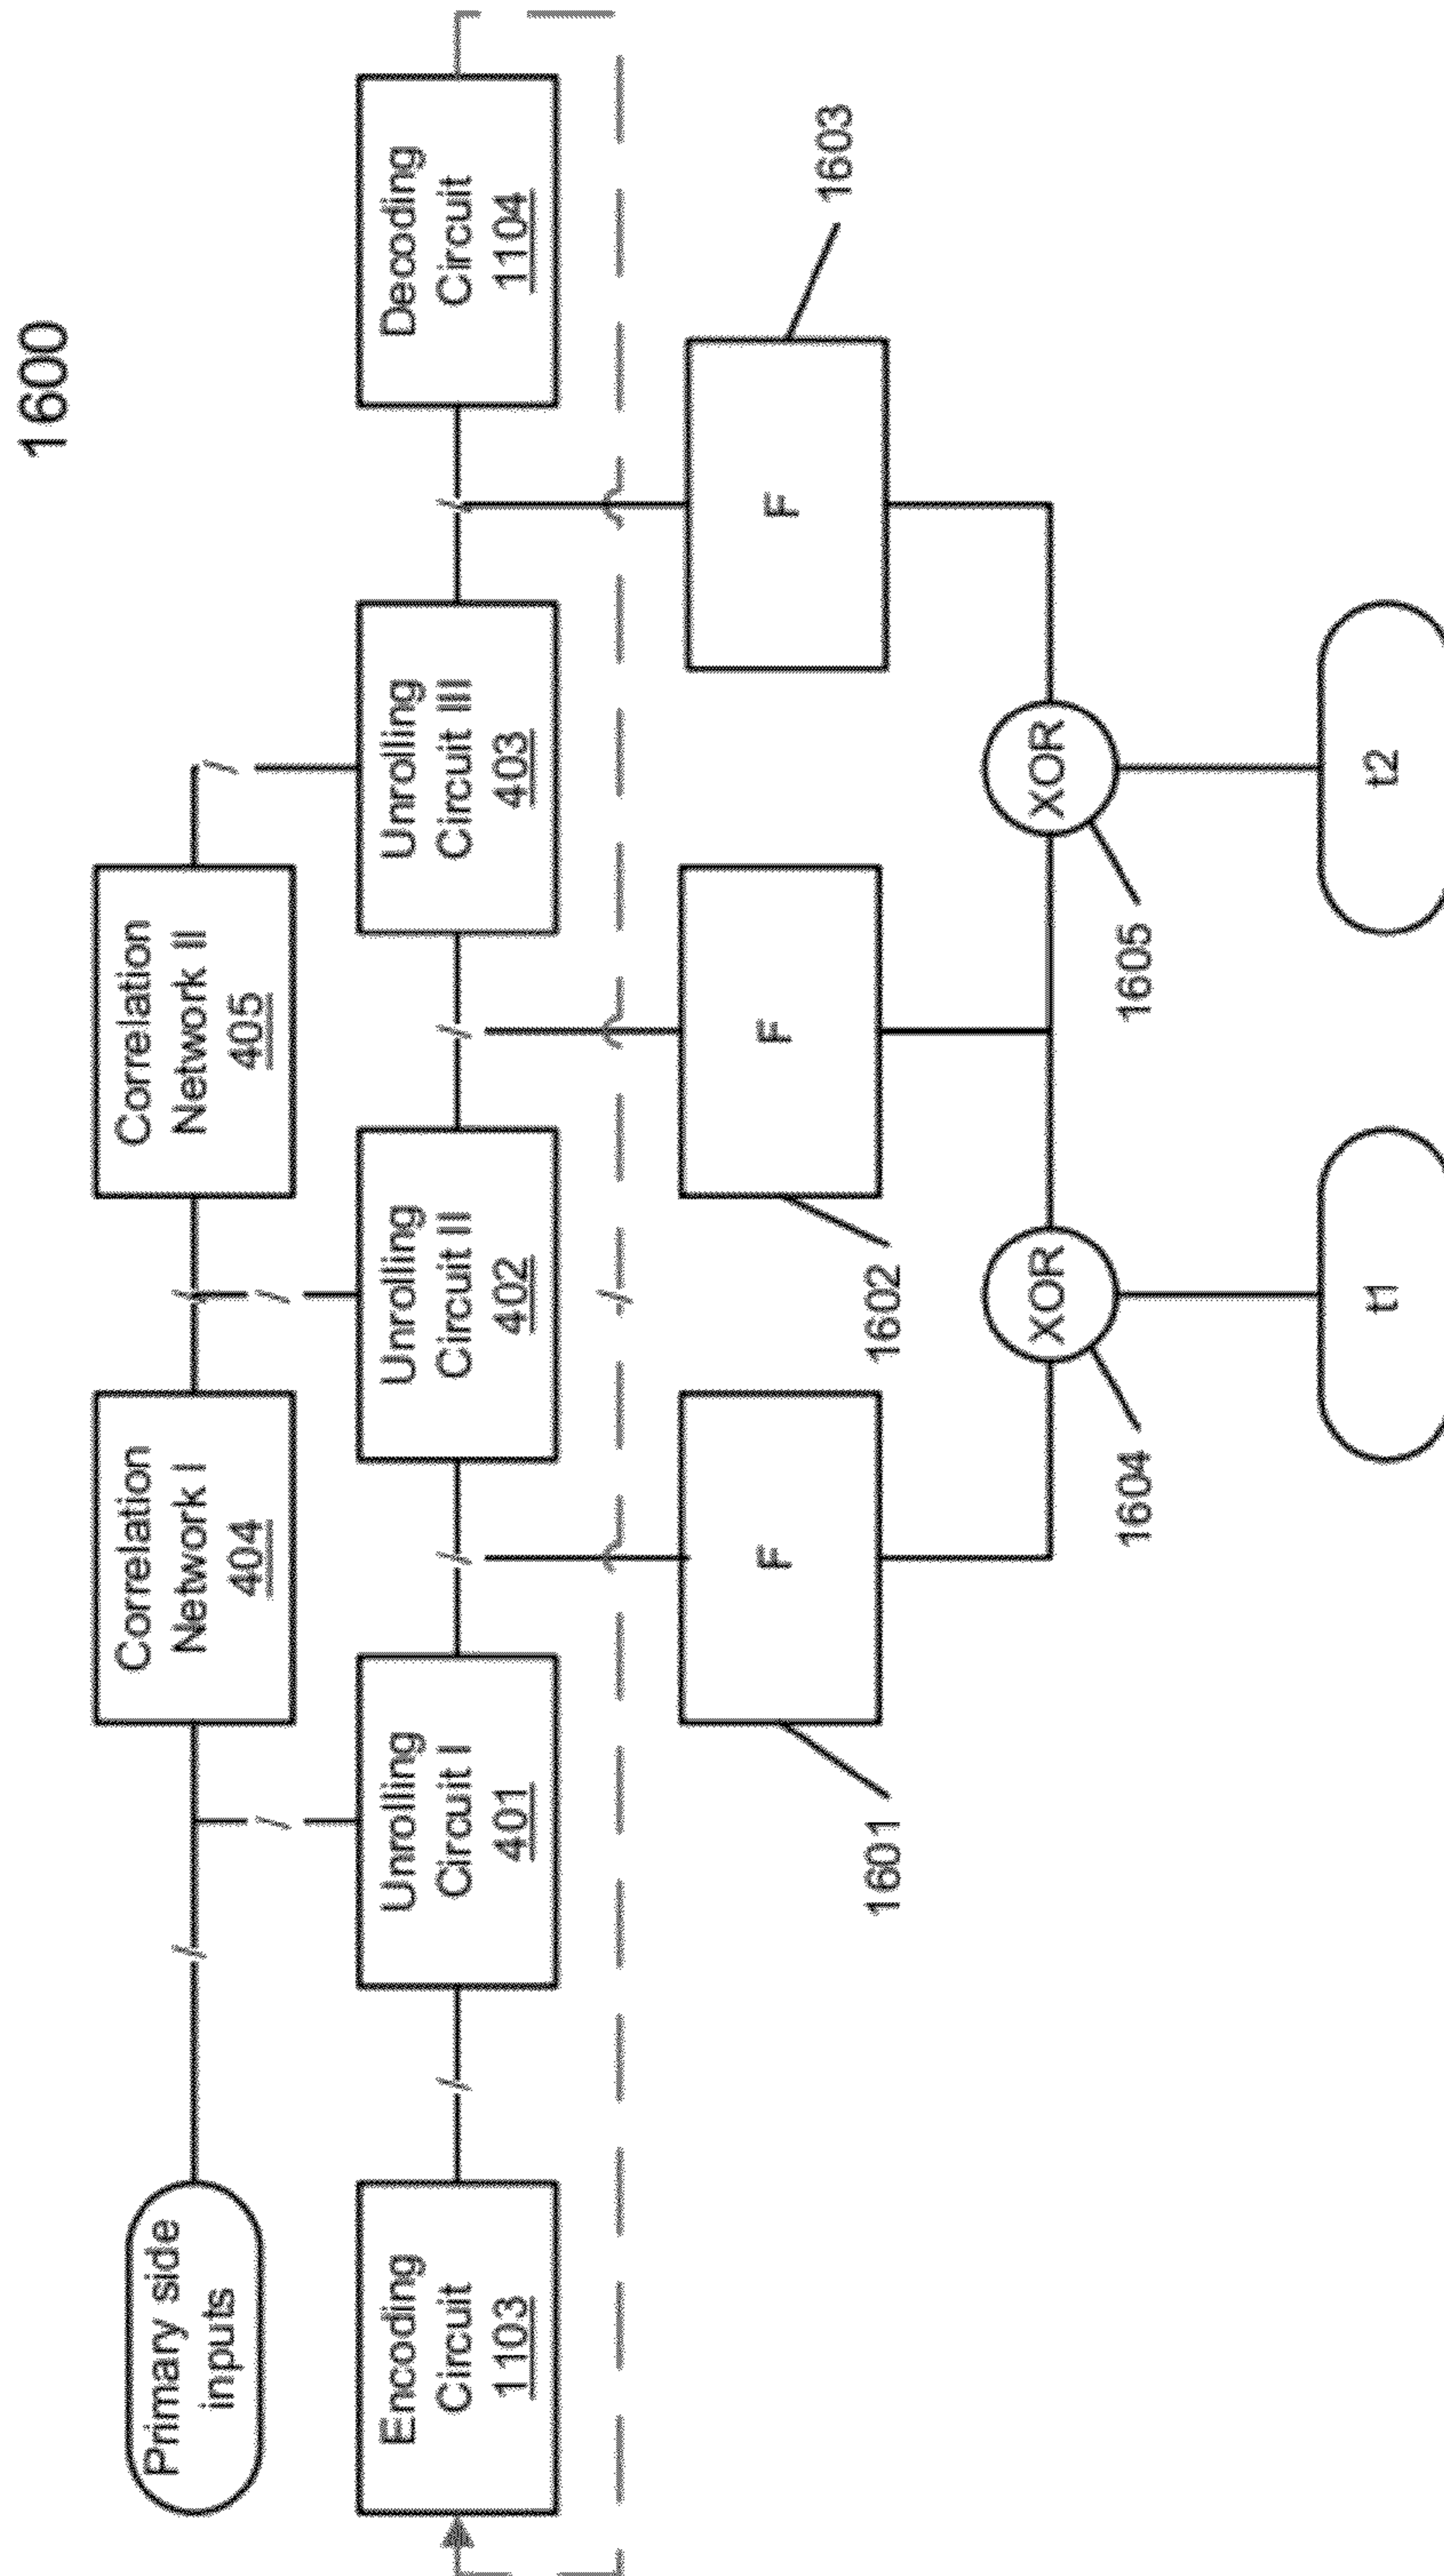 1600
Primary side
inputs
Correlation
Network I
404
Correlation
Network II
405
Encoding
Circuit
1103
Unrolling
Circuit I
401
Unrolling
Circuit II
402
Unrolling
Circuit III
403
Decoding
Circuit
1104
F
F
F
1601
1602
1603
XOR
XOR
1604
1605
t1
t2